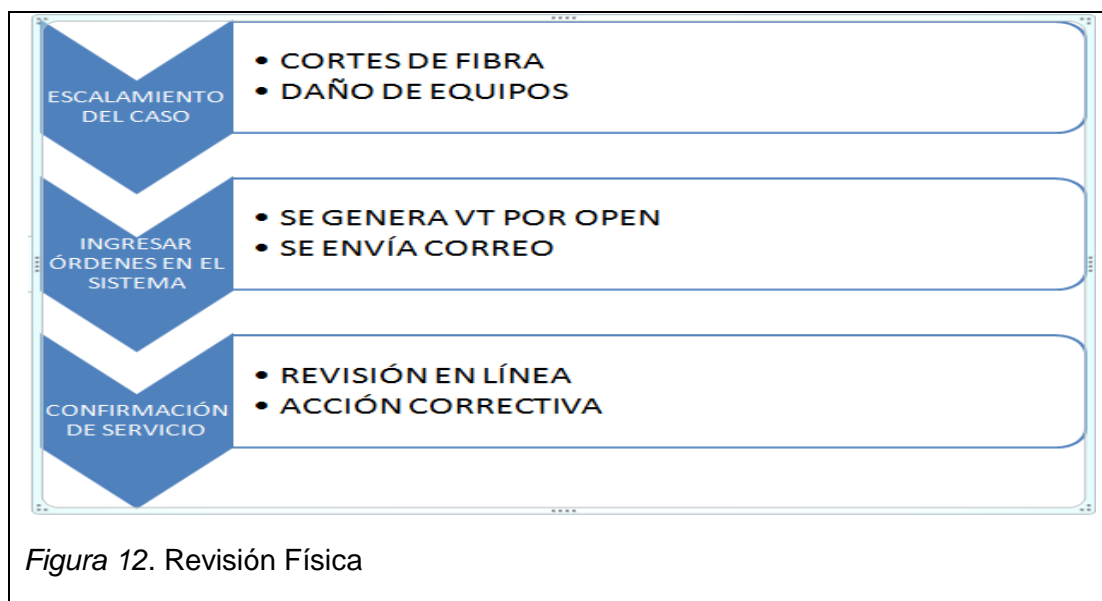 ESCALAMIENTO
DEL CASO
• CORTES DE FIBRA
• DAÑO DE EQUIPOS
INGRESAR
ÓRDENES EN EL
SISTEMA
• SE GENERA VT POR OPEN
• SE ENVÍA CORREO
CONFIRMACIÓN
DE SERVICIO
• REVISIÓN EN LÍNEA
• ACCIÓN CORRECTIVA
Figura 12. Revisión Física